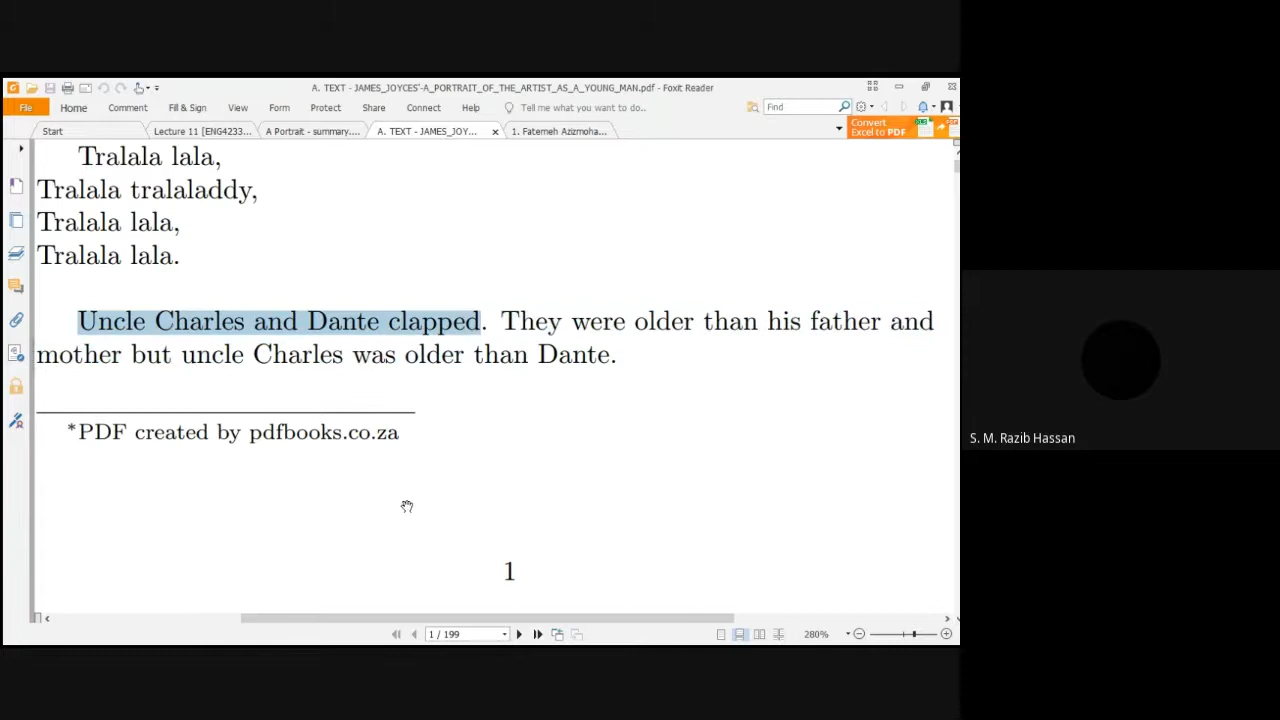 A. TEXT - JAMES_JOYCES'-A_PORTRAIT_OF_THE_ARTIST_AS_A_YOUNG_MAN.pdf - Foxit Reader
File Home Comment Fill & Sign View Form Protect Share Connect Help Tell me what you want to do.. Find
Start Lecture 11 [ENG4233... A Portrait - summary.... A. TEXT - JAMES_JOY... 1. Fatemeh Azizmoha...
Convert
Excel to PDF
Tralala lala,
Tralala tralaladdy,
Tralala lala,
Tralala lala.
Uncle Charles and Dante clapped. They were older than his father and
mother but uncle Charles was older than Dante.
*PDF created by pdfbooks.co.za
1
1 / 199 280%
S. M. Razib Hassan